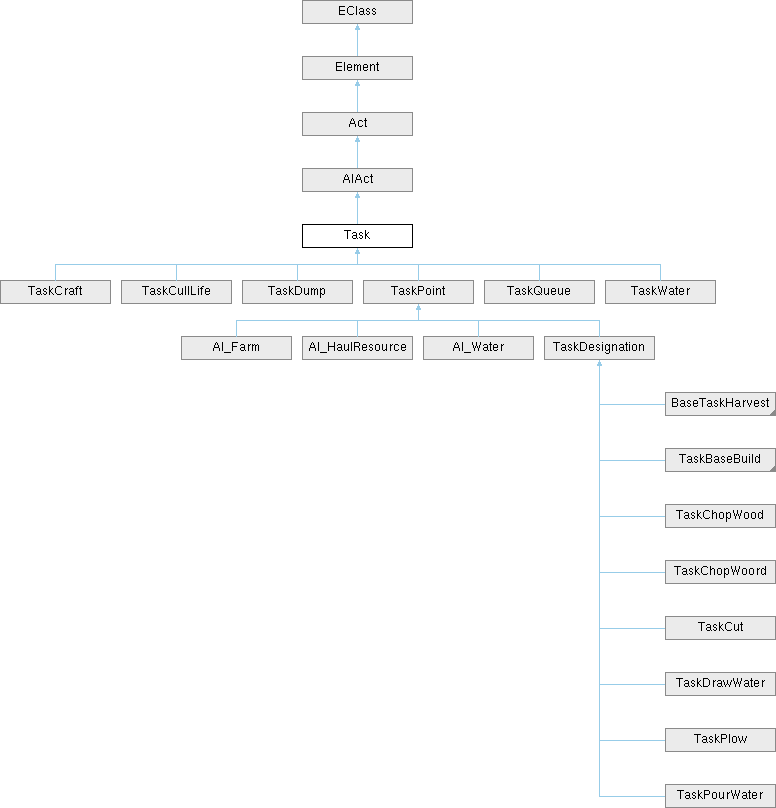 EClass
Element
Act
AIAct
Task
TaskCraft TaskCullLife TaskDump TaskPoint TaskQueue TaskWater
AI_Farm AI_HaulResource AI_Water TaskDesignation
BaseTaskHarvest
TaskBaseBuild
TaskChopWood
TaskChopWoord
TaskCut
TaskDrawWater
TaskPlow
TaskPourWater